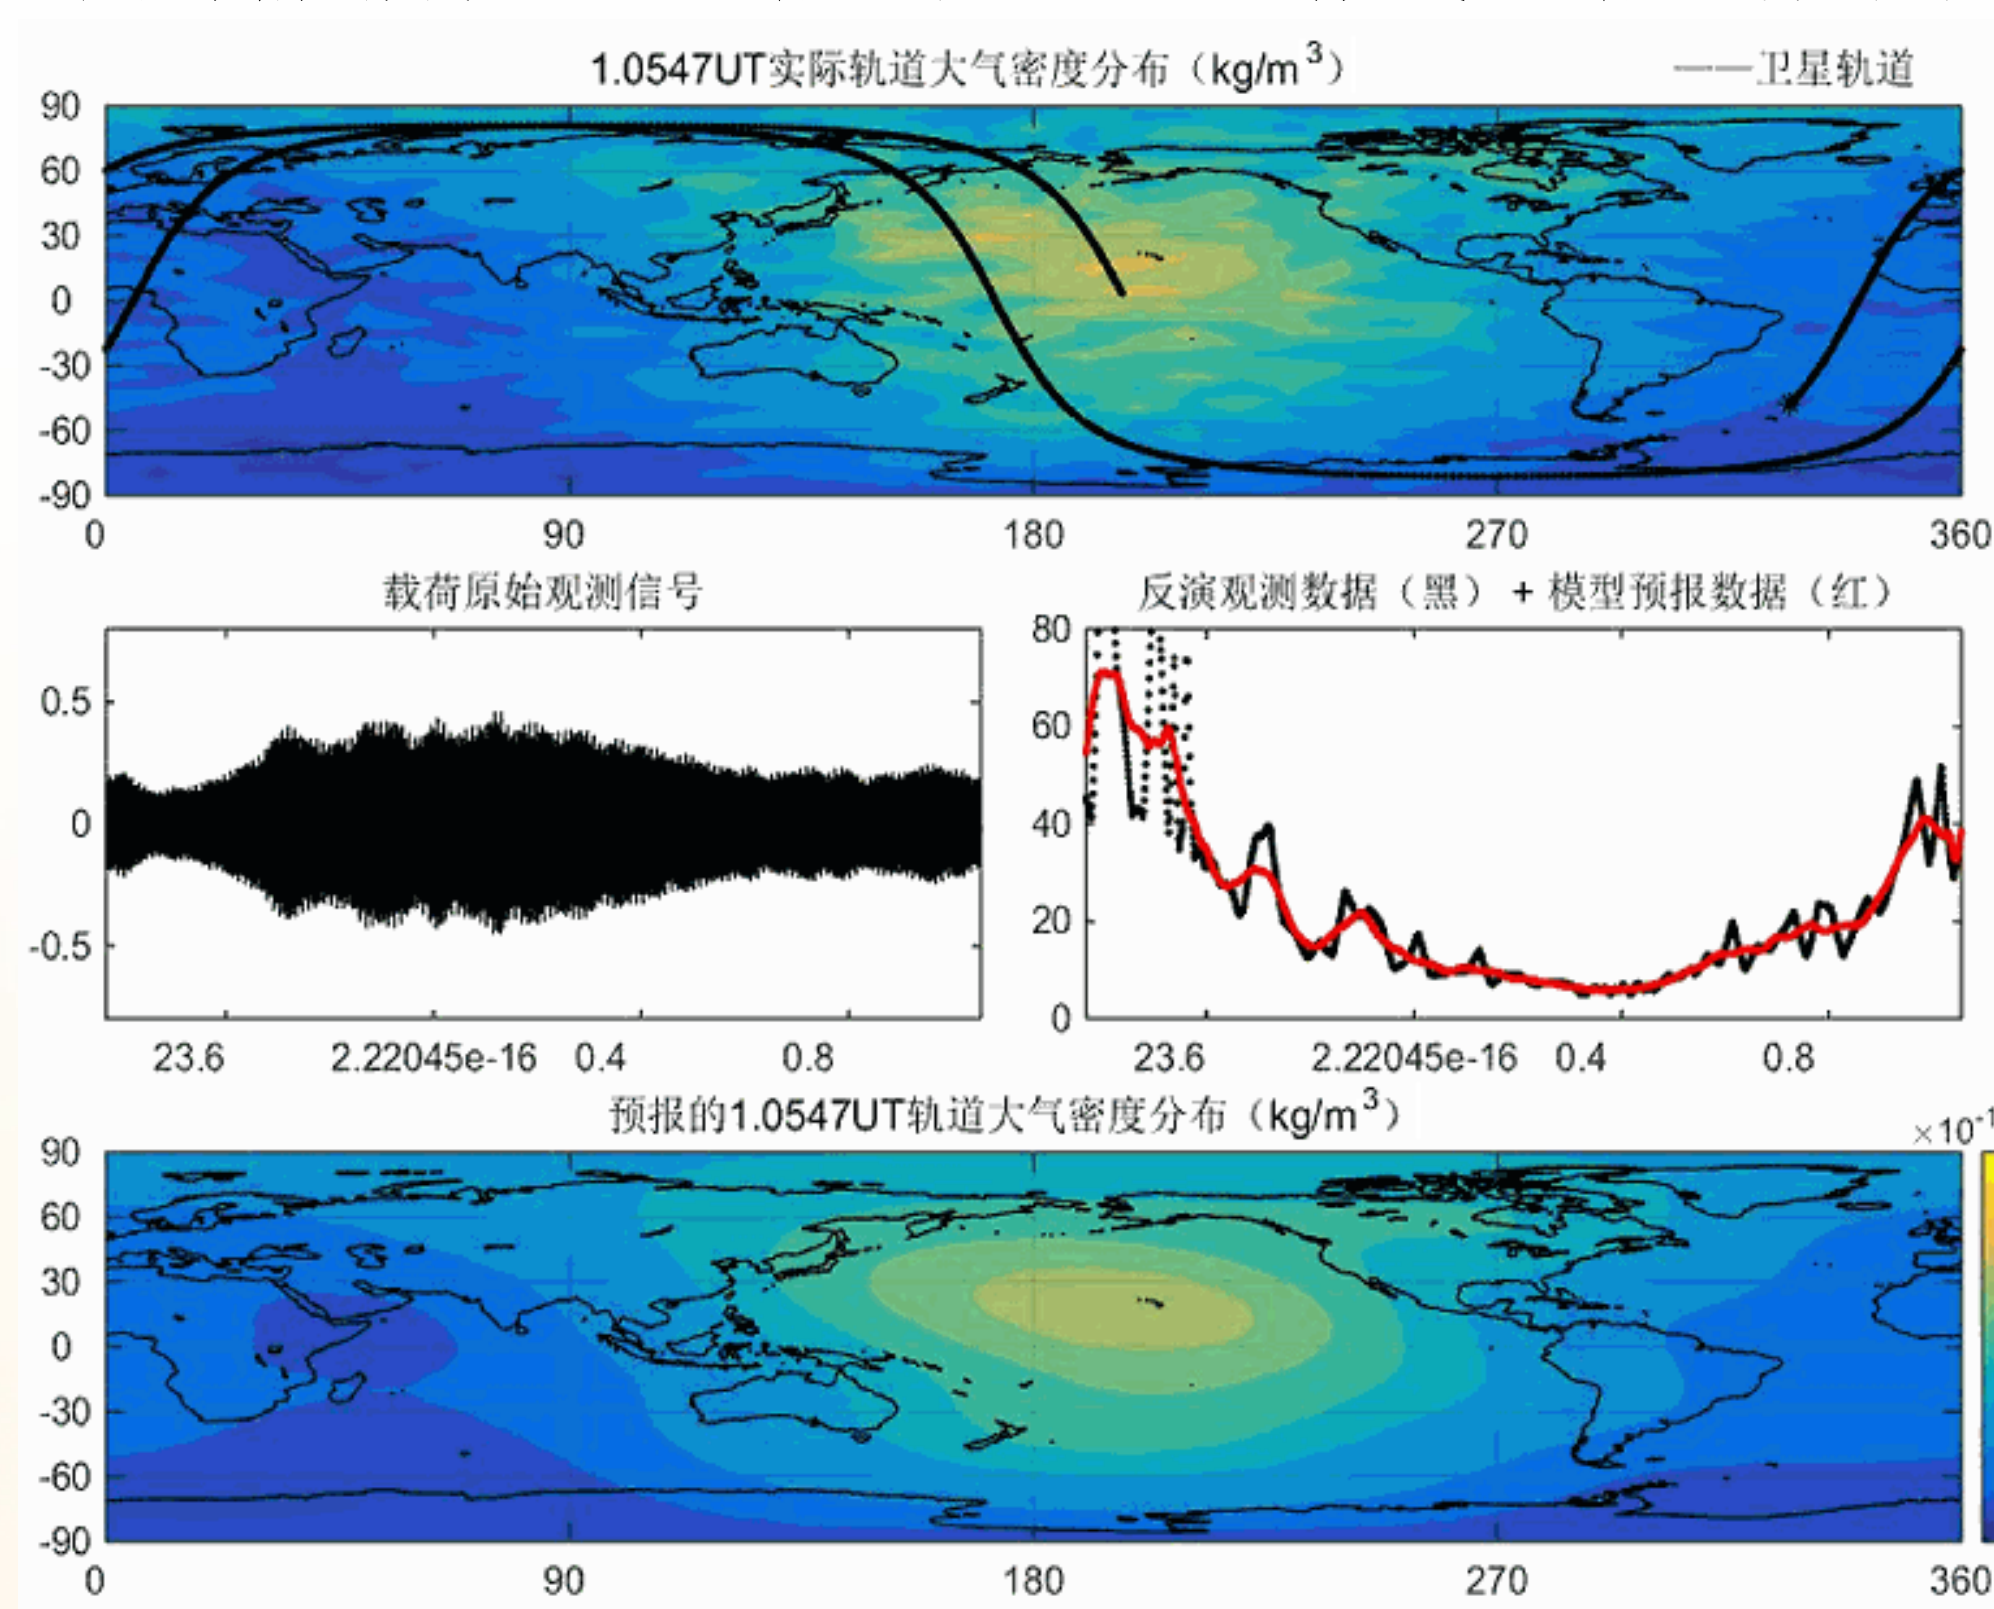 1.0547UT实际轨道大气密度分布（kg/m³）
——卫星轨道
90
60
30
0
-30
-60
-90
0 90 180 270 360
载荷原始观测信号
0.5
0
-0.5
23.6 2.22045e-16 0.4 0.8
反演观测数据（黑）+ 模型预报数据（红）
80
60
40
20
0
23.6 2.22045e-16 0.4 0.8
预报的1.0547UT轨道大气密度分布（kg/m³）
90
60
30
0
-30
-60
-90
0 90 180 270 360